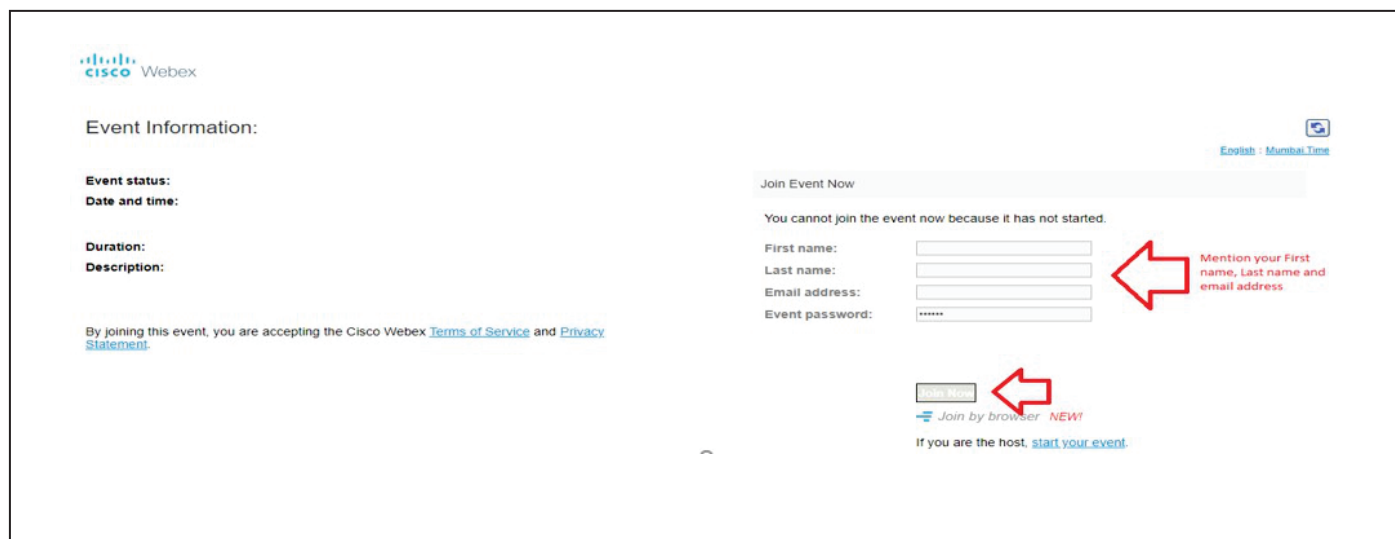 cisco Webex
Event Information:
English : Mumbai Time
Event status:
Date and time:
Duration:
Description:
By joining this event, you are accepting the Cisco Webex Terms of Service and Privacy
Statement.
Join Event Now
You cannot join the event now because it has not started.
First name:
Last name:
Email address:
Event password:
••••••
Mention your First
name, Last name and
email address
Join Now
Join by browser NEW!
If you are the host, start your event.